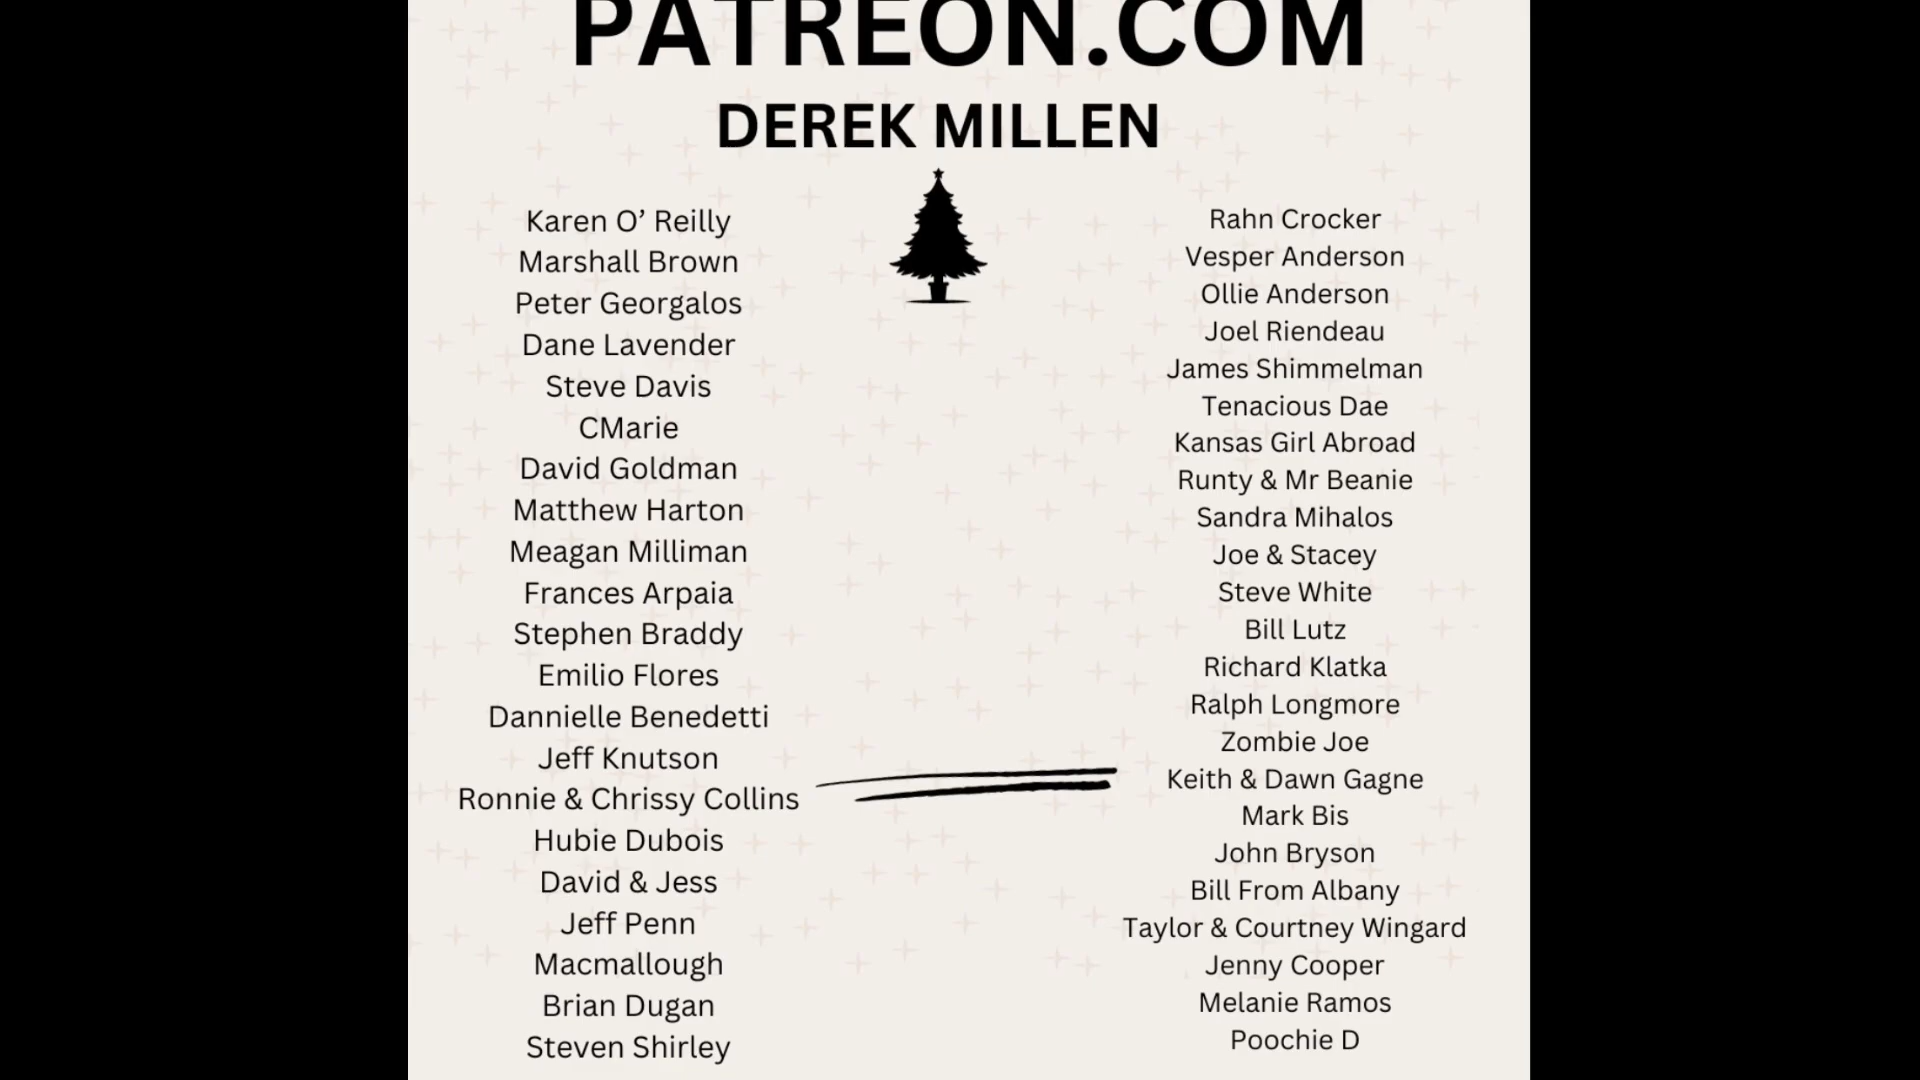 PATREON.COM
DEREK MILLEN
Karen O’ Reilly
Marshall Brown
Peter Georgalos
Dane Lavender
Steve Davis
CMarie
David Goldman
Matthew Harton
Meagan Milliman
Frances Arpaia
Stephen Braddy
Emilio Flores
Dannielle Benedetti
Jeff Knutson
Ronnie & Chrissy Collins
Hubie Dubois
David & Jess
Jeff Penn
Macmallough
Brian Dugan
Steven Shirley
Rahn Crocker
Vesper Anderson
Ollie Anderson
Joel Riendeau
James Shimmelman
Tenacious Dae
Kansas Girl Abroad
Runty & Mr Beanie
Sandra Mihalos
Joe & Stacey
Steve White
Bill Lutz
Richard Klatka
Ralph Longmore
Zombie Joe
Keith & Dawn Gagne
Mark Bis
John Bryson
Bill From Albany
Taylor & Courtney Wingard
Jenny Cooper
Melanie Ramos
Poochie D